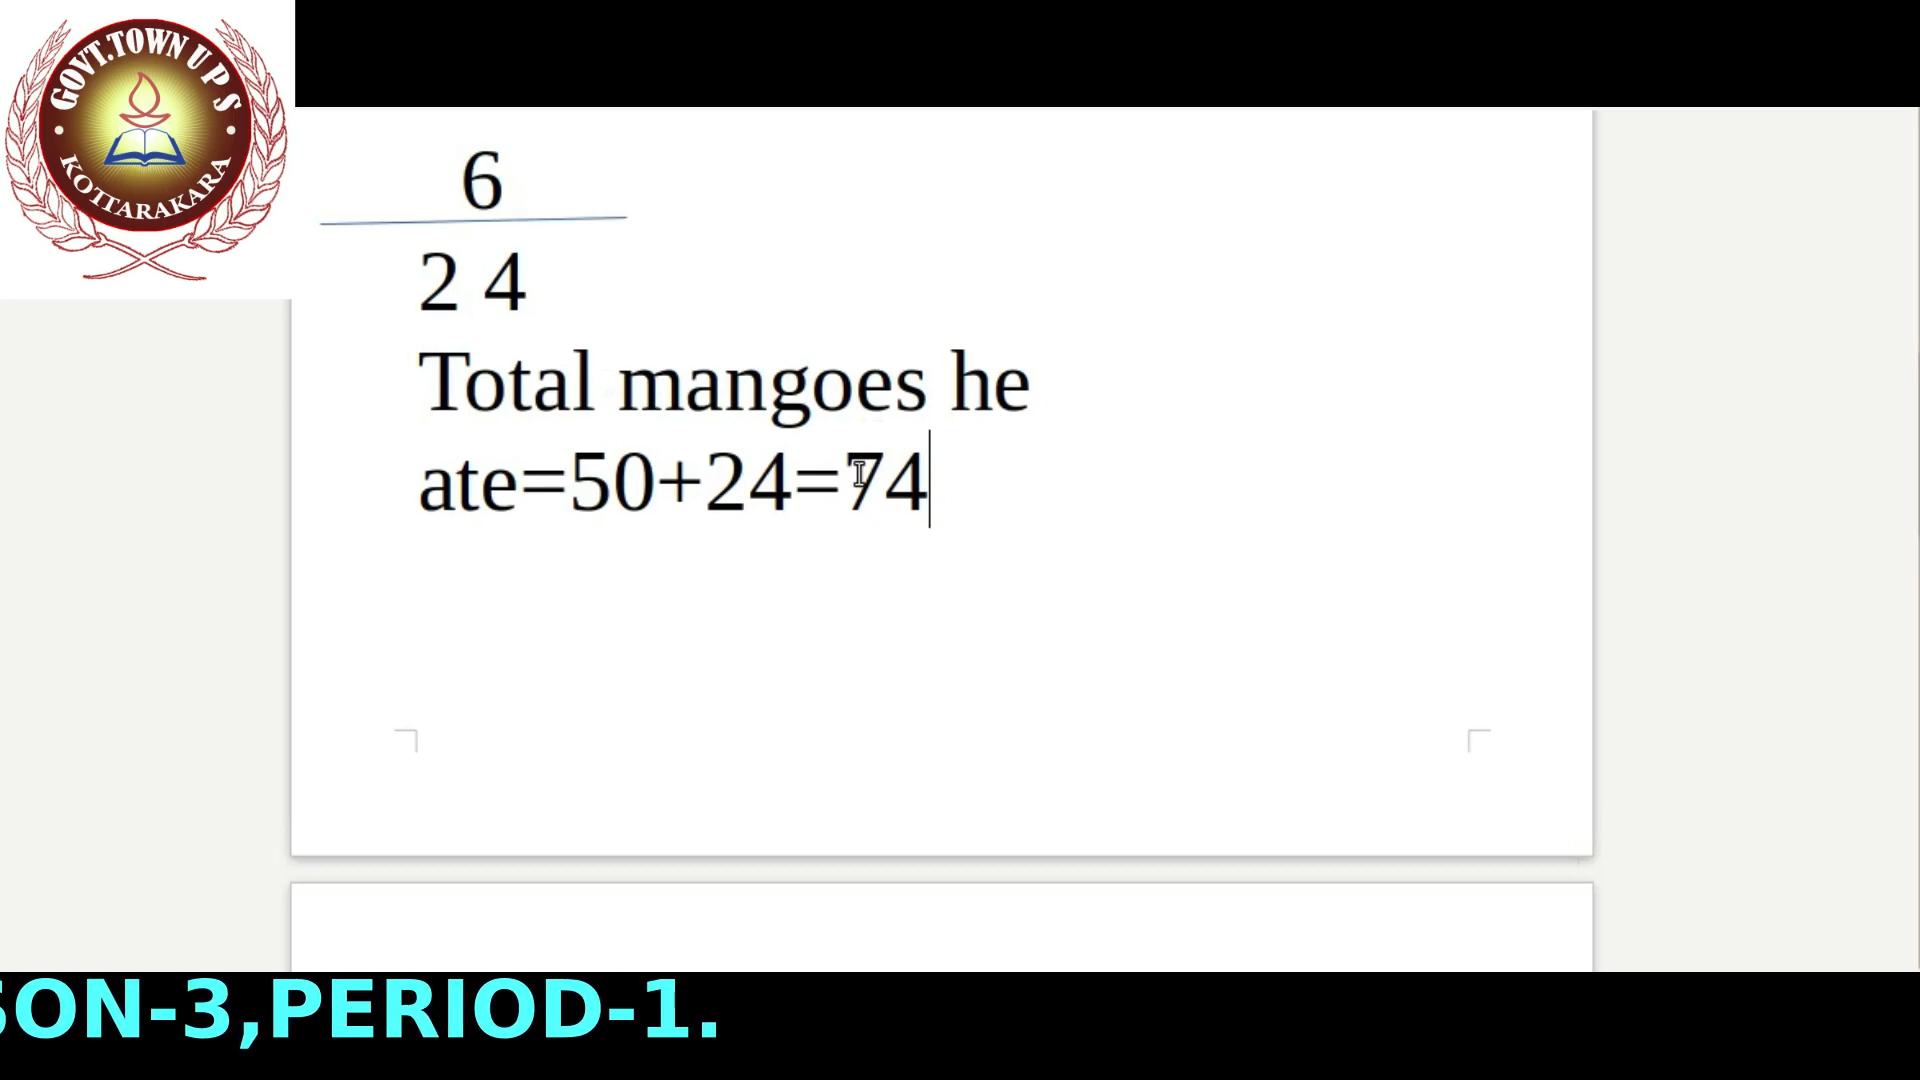 GOVT.TOWN U P S
KOTTARAKARA
6
2 4
Total mangoes he
ate=50+24=74
SON-3,PERIOD-1.